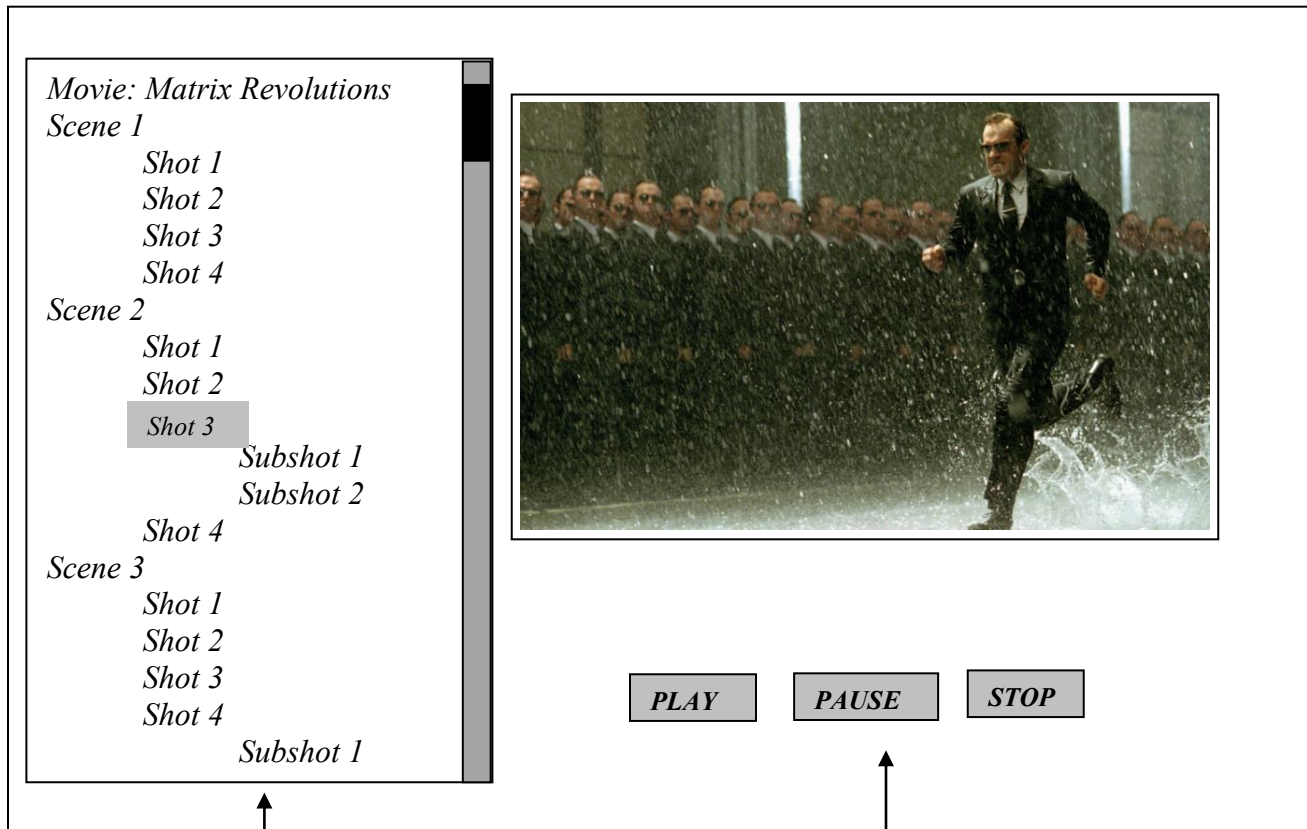 Movie: Matrix Revolutions
Scene 1
Shot 1
Shot 2
Shot 3
Shot 4
Scene 2
Shot 1
Shot 2
Shot 3
Subshot 1
Subshot 2
Shot 4
Scene 3
Shot 1
Shot 2
Shot 3
Shot 4
Subshot 1
PLAY
PAUSE
STOP